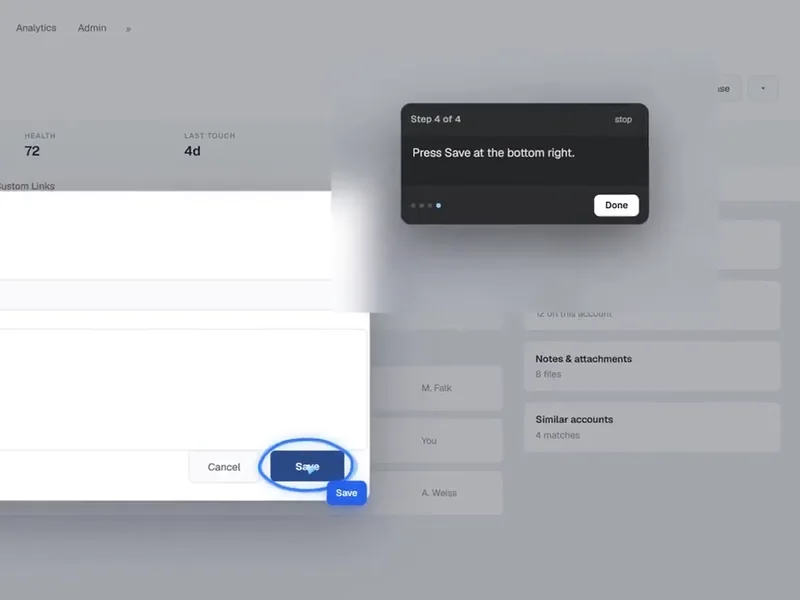 Analytics Admin »
Step 4 of 4 stop
Press Save at the bottom right.
Done
HEALTH
72
LAST TOUCH
4d
Custom Links
12 on this account
Notes & attachments
8 files
Similar accounts
4 matches
M. Falk
You
A. Weiss
Cancel
Save
Save